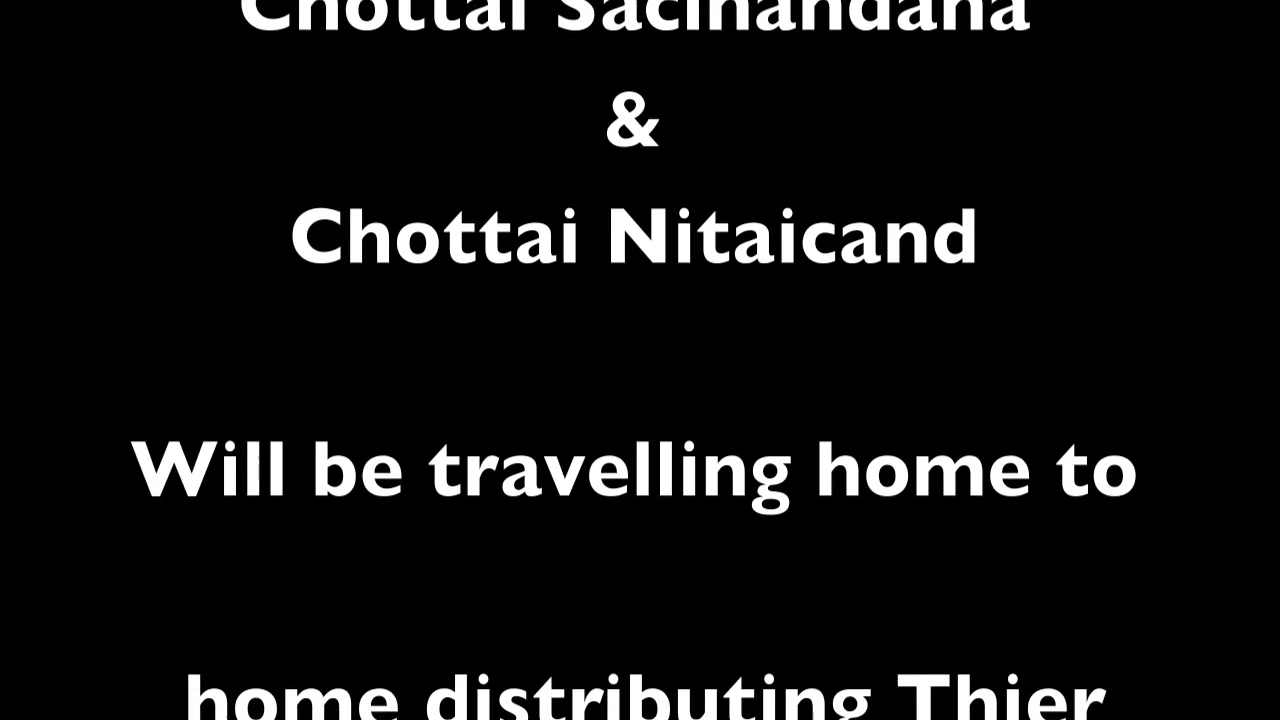 Chottai Sacinandana
&
Chottai Nitaicand
Will be travelling home to
home distributing Thier